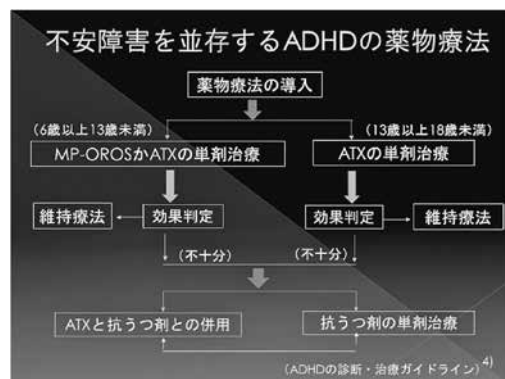 不安障害を並存するADHDの薬物療法
薬物療法の導入
(6歳以上13歳未満)
(13歳以上18歳未満)
MP-OROSかATXの単剤治療
ATXの単剤治療
維持療法
効果判定
効果判定
維持療法
(不十分)
(不十分)
ATXと抗うつ剤との併用
抗うつ剤の単剤治療
(ADHDの診断・治療ガイドライン)4)